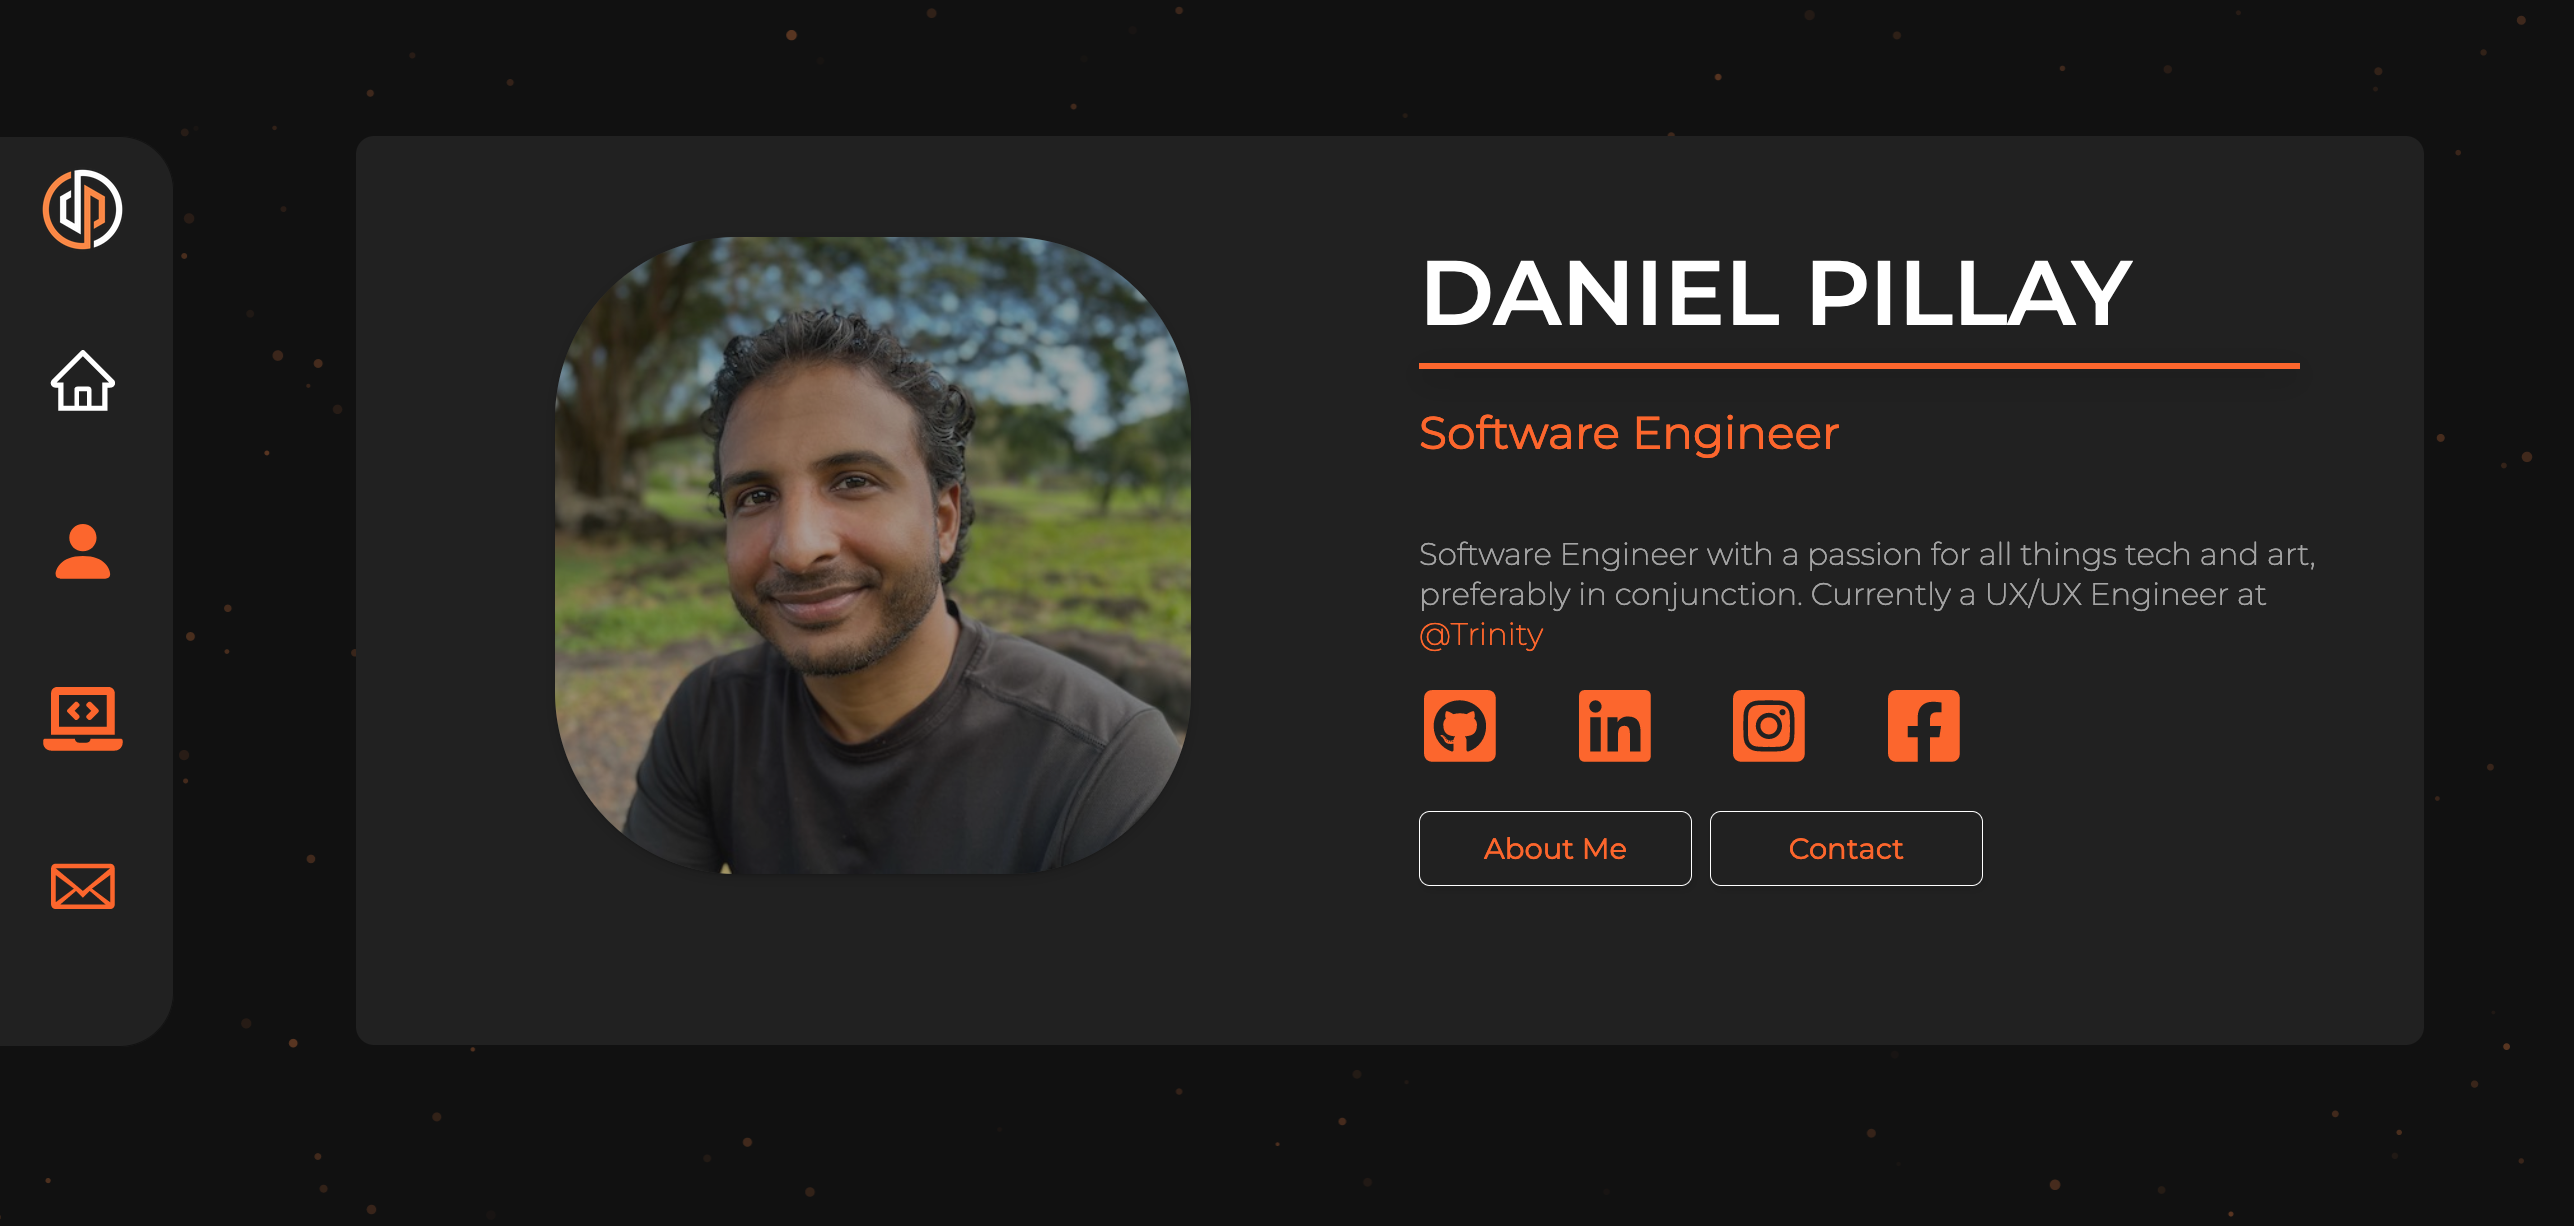 DANIEL PILLAY
Software Engineer
Software Engineer with a passion for all things tech and art,
preferably in conjunction. Currently a UX/UX Engineer at
@Trinity
in
About Me
Contact